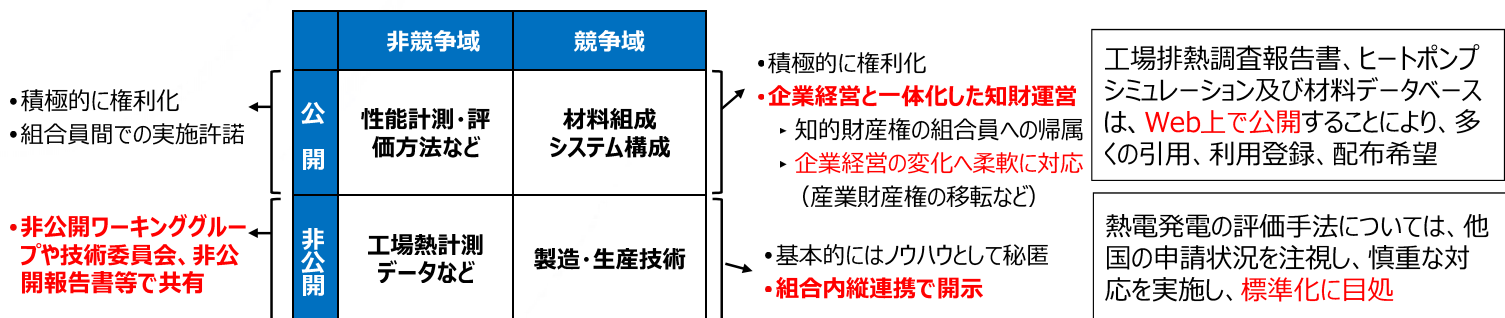 •積極的に権利化
•組合員間での実施許諾
•非公開ワーキンググルー
プや技術委員会、非公
開報告書等で共有
非競争域
競争域
公開
性能計測・評
価方法など
材料組成
システム構成
非公開
工場熱計測
データなど
製造・生産技術
•積極的に権利化
•企業経営と一体化した知財運営
▸ 知的財産権の組合員への帰属
▸ 企業経営の変化へ柔軟に対応
（産業財産権の移転など）
•基本的にはノウハウとして秘匿
•組合内縦連携で開示
工場排熱調査報告書、ヒートポンプ
シミュレーション及び材料データベース
は、Web上で公開することにより、多
くの引用、利用登録、配布希望
熱電発電の評価手法については、他
国の申請状況を注視し、慎重な対
応を実施し、標準化に目処